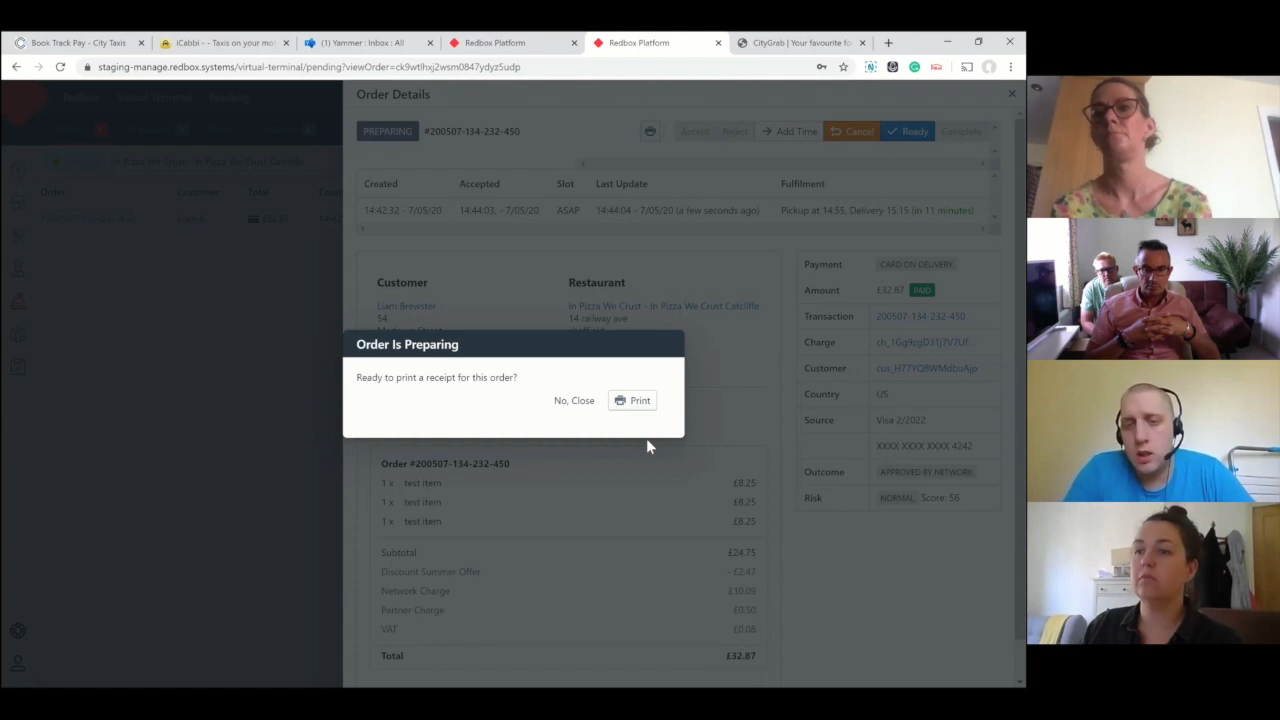 Book Track Pay - City Taxis
iCabbi - - Taxis on your mo
(1) Yammer : Inbox : All
Redbox Platform
Redbox Platform
CityGrab | Your favourite fo
staging-manage.redbox.systems/virtual-terminal/pending?viewOrder=ck9wtlhxj2wsm0847ydyz5udp
Redbox Virtual Terminal Pending
Order Details
PREPARING #200507-134-232-450 Accept Reject Add Time Cancel Ready Complete
In Pizza We Crust - In Pizza We Crust Catcliffe
Order Customer Total
Created Accepted Slot Last Update Fulfilment
14:42:32 - 7/05/20 14:44:03, - 7/05/20 ASAP 14:44:04 - 7/05/20 (a few seconds ago) Pickup at 14:55, Delivery 15:15 (in 11 minutes)
200507-134-232-450
Customer Restaurant
Liam Brewster In Pizza We Crust - In Pizza We Crust Catcliffe
54 14 railway ave
Payment CARD ON DELIVERY
Amount £32.87 PAID
Transaction 200507-134-232-450
Charge ch_1Gg9zgD31j7V7Uf...
Customer cus_H77YCJ8WMdbuAjp
Country US
Source Visa 2/2022
XXXX XXXX XXXX 4242
Outcome APPROVED BY NETWORK
Risk NORMAL Score: 56
Order Is Preparing
Ready to print a receipt for this order?
No, Close Print
Order #200507-134-232-450
1 x test item £8.25
1 x test item £8.25
1 x test item £8.25
Subtotal £24.75
Discount Summer Offer - £2.47
Network Charge £10.09
Partner Charge £0.50
VAT £0.08
Total £32.87